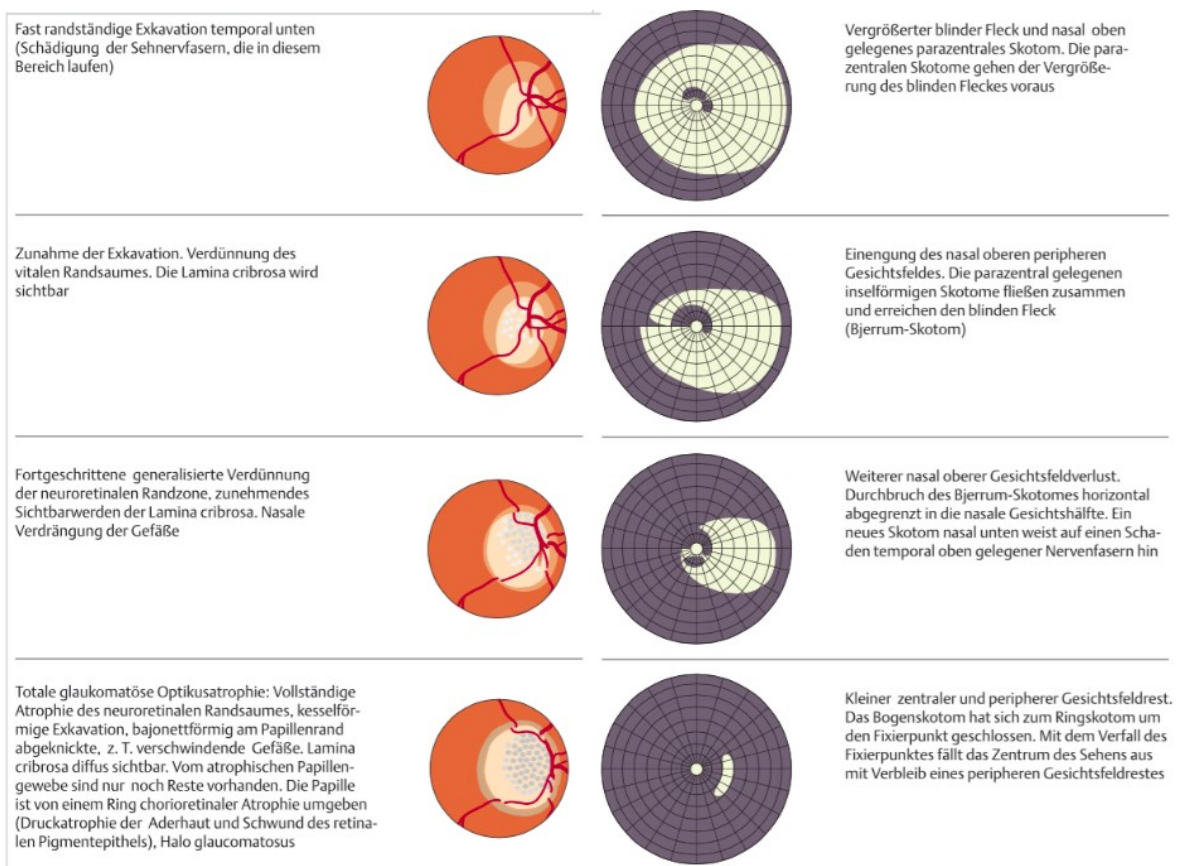 Fast randständige Exkavation temporal unten
(Schädigung der Sehnervfasern, die in diesem
Bereich laufen)
Vergrößerter blinder Fleck und nasal oben
gelegenes parazentrales Skotom. Die para-
zentralen Skotome gehen der Vergröße-
rung des blinden Fleckes voraus
Zunahme der Exkavation. Verdünnung des
vitalen Randsaumes. Die Lamina cribrosa wird
sichtbar
Einengung des nasal oberen peripheren
Gesichtsfeldes. Die parazentral gelegenen
inselförmigen Skotome fließen zusammen
und erreichen den blinden Fleck
(Bjerrum-Skotom)
Fortgeschrittene generalisierte Verdünnung
der neuroretinalen Randzone, zunehmendes
Sichtbarwerden der Lamina cribrosa. Nasale
Verdrängung der Gefäße
Weiterer nasal oberer Gesichtsfeldverlust.
Durchbruch des Bjerrum-Skotomes horizontal
abgegrenzt in die nasale Gesichtshälfte. Ein
neues Skotom nasal unten weist auf einen Scha-
den temporal oben gelegener Nervenfasern hin
Totale glaukomatöse Optikusatrophie: Vollständige
Atrophie des neuroretinalen Randsaumes, kesselför-
mige Exkavation, bajonettförmig am Papillenrand
abgeknickte, z. T. verschwindende Gefäße. Lamina
cribrosa diffus sichtbar. Vom atrophischen Papillen-
gewebe sind nur noch Reste vorhanden. Die Papille
ist von einem Ring chorioretinaler Atrophie umgeben
(Druckatrophie der Aderhaut und Schwund des retina-
len Pigmentepithels), Halo glaucomatosus
Kleiner zentraler und peripherer Gesichtsfeldrest.
Das Bogenskotom hat sich zum Ringskotom um
den Fixierpunkt geschlossen. Mit dem Verfall des
Fixierpunktes fällt das Zentrum des Sehens aus
mit Verbleib eines peripheren Gesichtsfeldrestes